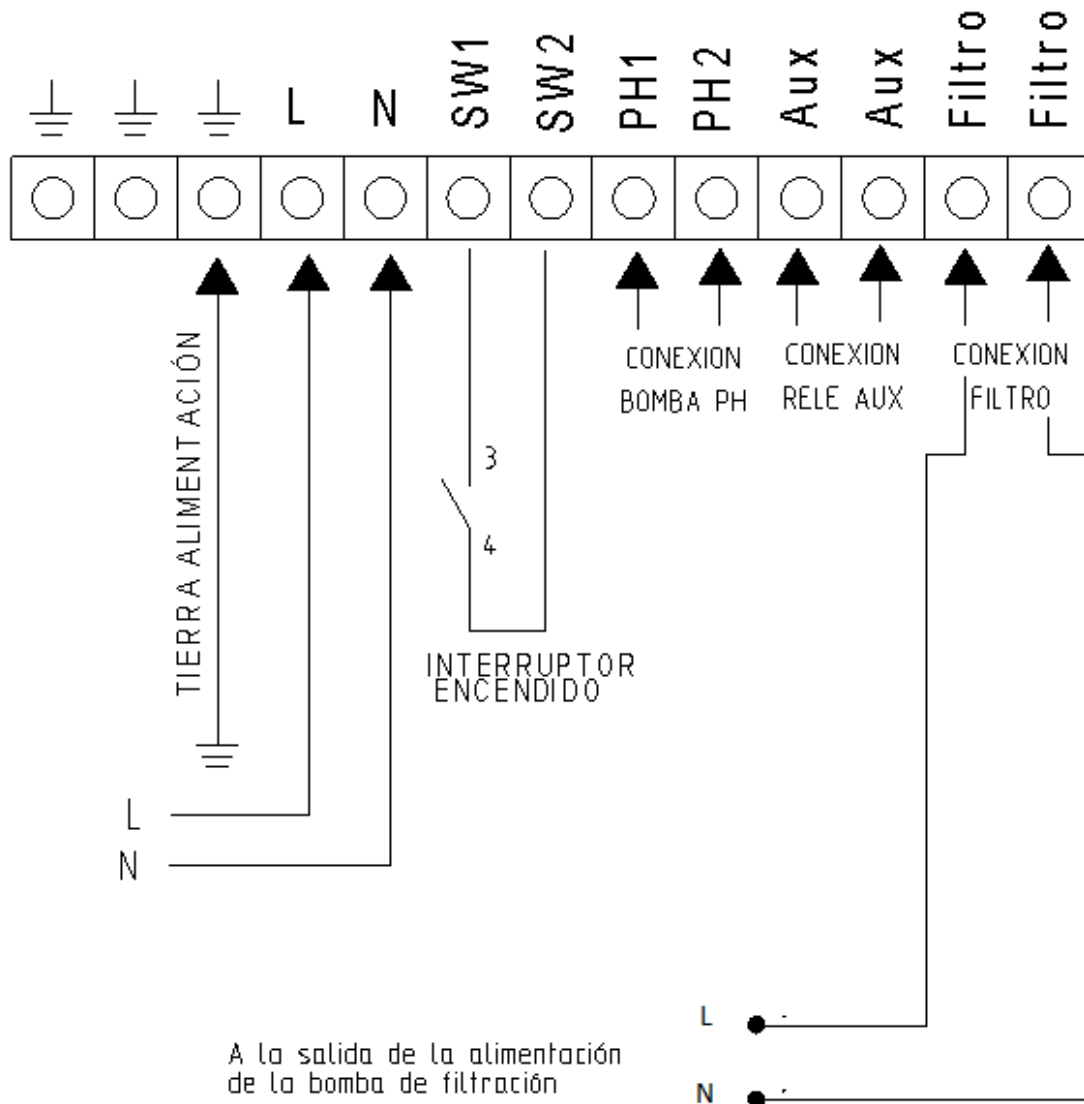 L N SW1 SW2 PH1 PH2 Aux Aux Filtro Filtro
TIERRA ALIMENTACIÓN
CONEXION
BOMBA PH
CONEXION
RELE AUX
CONEXION
FILTRO
3
4
INTERRUPTOR
ENCENDIDO
L
N
A la salida de la alimentación
de la bomba de filtración
L
N